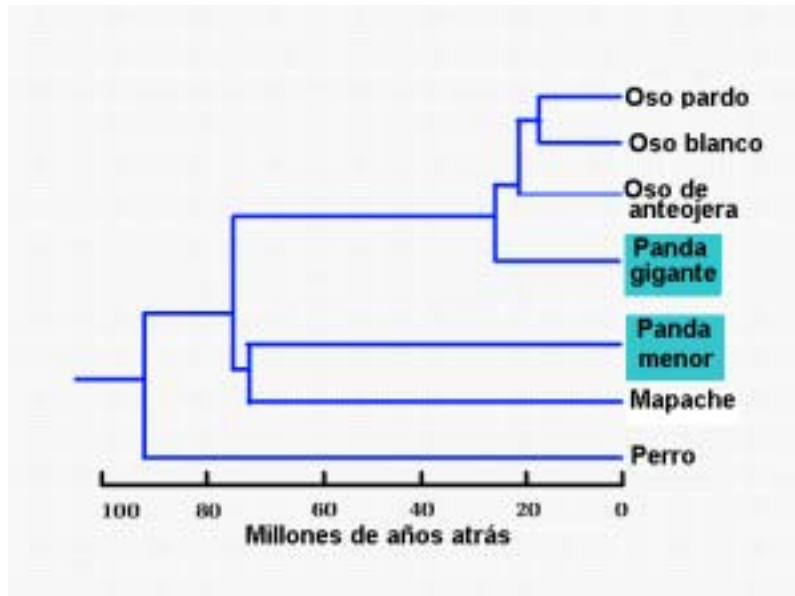 Oso pardo
Oso blanco
Oso de
anteojera
Panda
gigante
Panda
menor
Mapache
Perro
100 80 60 40 20 0
Millones de años atrás